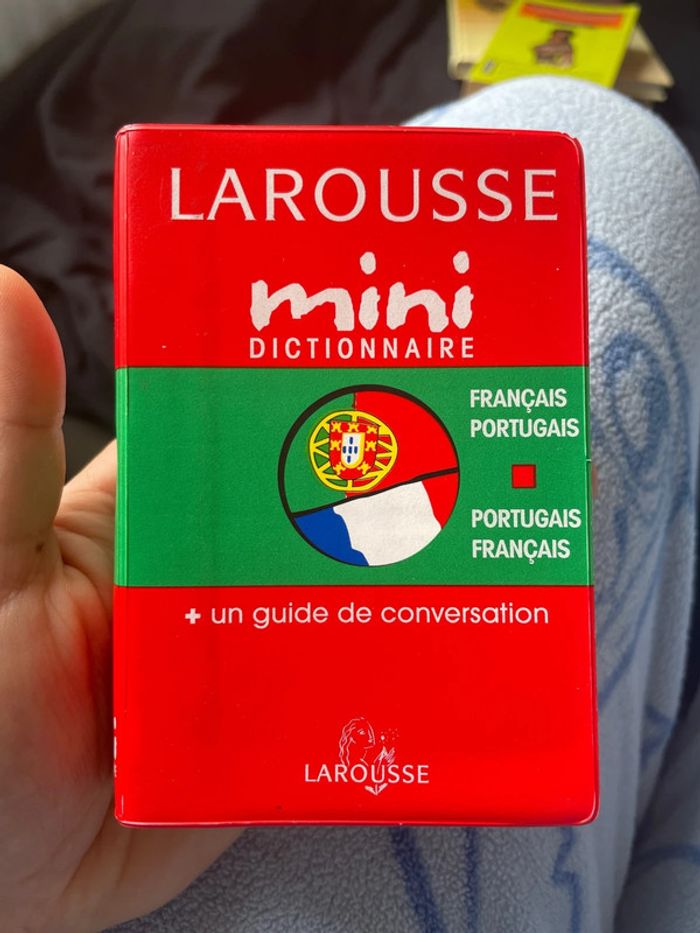 LAROUSSE
mini
DICTIONNAIRE
FRANÇAIS
PORTUGAIS
PORTUGAIS
FRANÇAIS
+ un guide de conversation
LAROUSSE